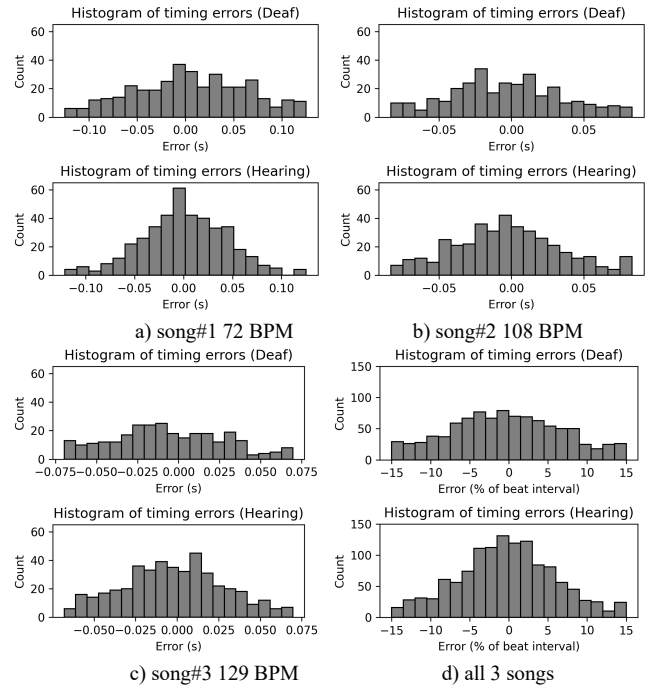 Histogram of timing errors (Deaf)
60
40
20
0
Count
−0.10 −0.05 0.00 0.05 0.10
Error (s)
Histogram of timing errors (Hearing)
60
40
20
0
Count
−0.10 −0.05 0.00 0.05 0.10
Error (s)
a) song#1 72 BPM
Histogram of timing errors (Deaf)
60
40
20
0
Count
−0.05 0.00 0.05
Error (s)
Histogram of timing errors (Hearing)
60
40
20
0
Count
−0.05 0.00 0.05
Error (s)
b) song#2 108 BPM
Histogram of timing errors (Deaf)
60
40
20
0
Count
−0.075 −0.050 −0.025 0.000 0.025 0.050 0.075
Error (s)
Histogram of timing errors (Hearing)
60
40
20
0
Count
−0.050 −0.025 0.000 0.025 0.050 0.075
Error (s)
c) song#3 129 BPM
Histogram of timing errors (Deaf)
150
100
50
0
Count
−15 −10 −5 0 5 10 15
Error (% of beat interval)
Histogram of timing errors (Hearing)
150
100
50
0
Count
−15 −10 −5 0 5 10 15
Error (% of beat interval)
d) all 3 songs